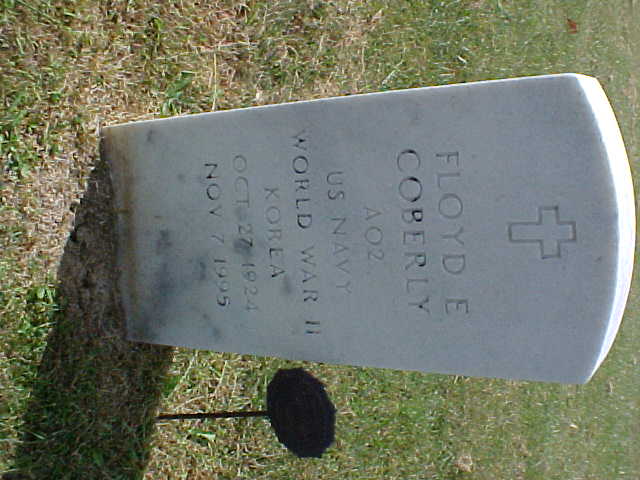 FLOYD E
COBERLY
AO2
US NAVY
WORLD WAR II
KOREA
OCT 27 1924
NOV 7 1995